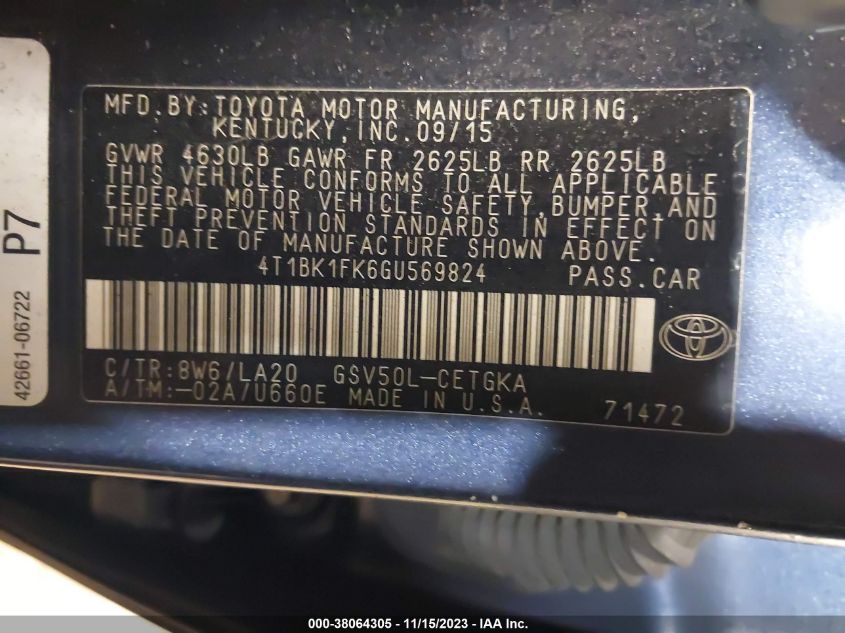 MFD.BY:TOYOTA MOTOR MANUFACTURING,
KENTUCKY,INC.09/15
GVWR 4630LB GAWR FR 2625LB RR 2625LB
THIS VEHICLE CONFORMS TO ALL APPLICABLE
FEDERAL MOTOR VEHICLE SAFETY,BUMPER,AND
THEFT PREVENTION STANDARDS IN EFFECT ON
THE DATE OF MANUFACTURE SHOWN ABOVE.
4T1BK1FK6GU569824 PASS.CAR
C/TR:8W6/LA20 GSV50L-CETGKA
A/TM:-02A/U660E MADE IN U.S.A. 71472
P7
42661-06722
000-38064305 - 11/15/2023 - IAA Inc.